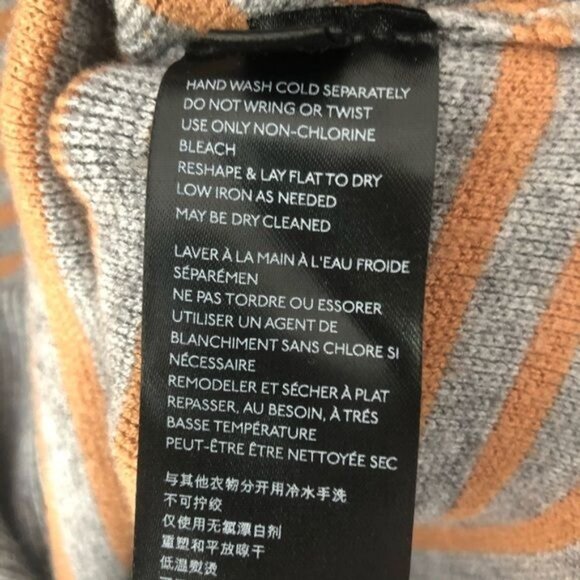 HAND WASH COLD SEPARATELY
DO NOT WRING OR TWIST
USE ONLY NON-CHLORINE
BLEACH
RESHAPE & LAY FLAT TO DRY
LOW IRON AS NEEDED
MAY BE DRY CLEANED
LAVER À LA MAIN À L'EAU FROIDE
SÉPARÉMEN
NE PAS TORDRE OU ESSORER
UTILISER UN AGENT DE
BLANCHIMENT SANS CHLORE SI
NÉCESSAIRE
REMODELER ET SÉCHER À PLAT
REPASSER, AU BESOIN, À TRÉS
BASSE TEMPÉRATURE
PEUT-ÊTRE ÊTRE NETTOYÉE SEC
与其他衣物分开用冷水手洗
不可拧绞
仅使用无氯漂白剂
重塑和平放晾干
低温熨烫